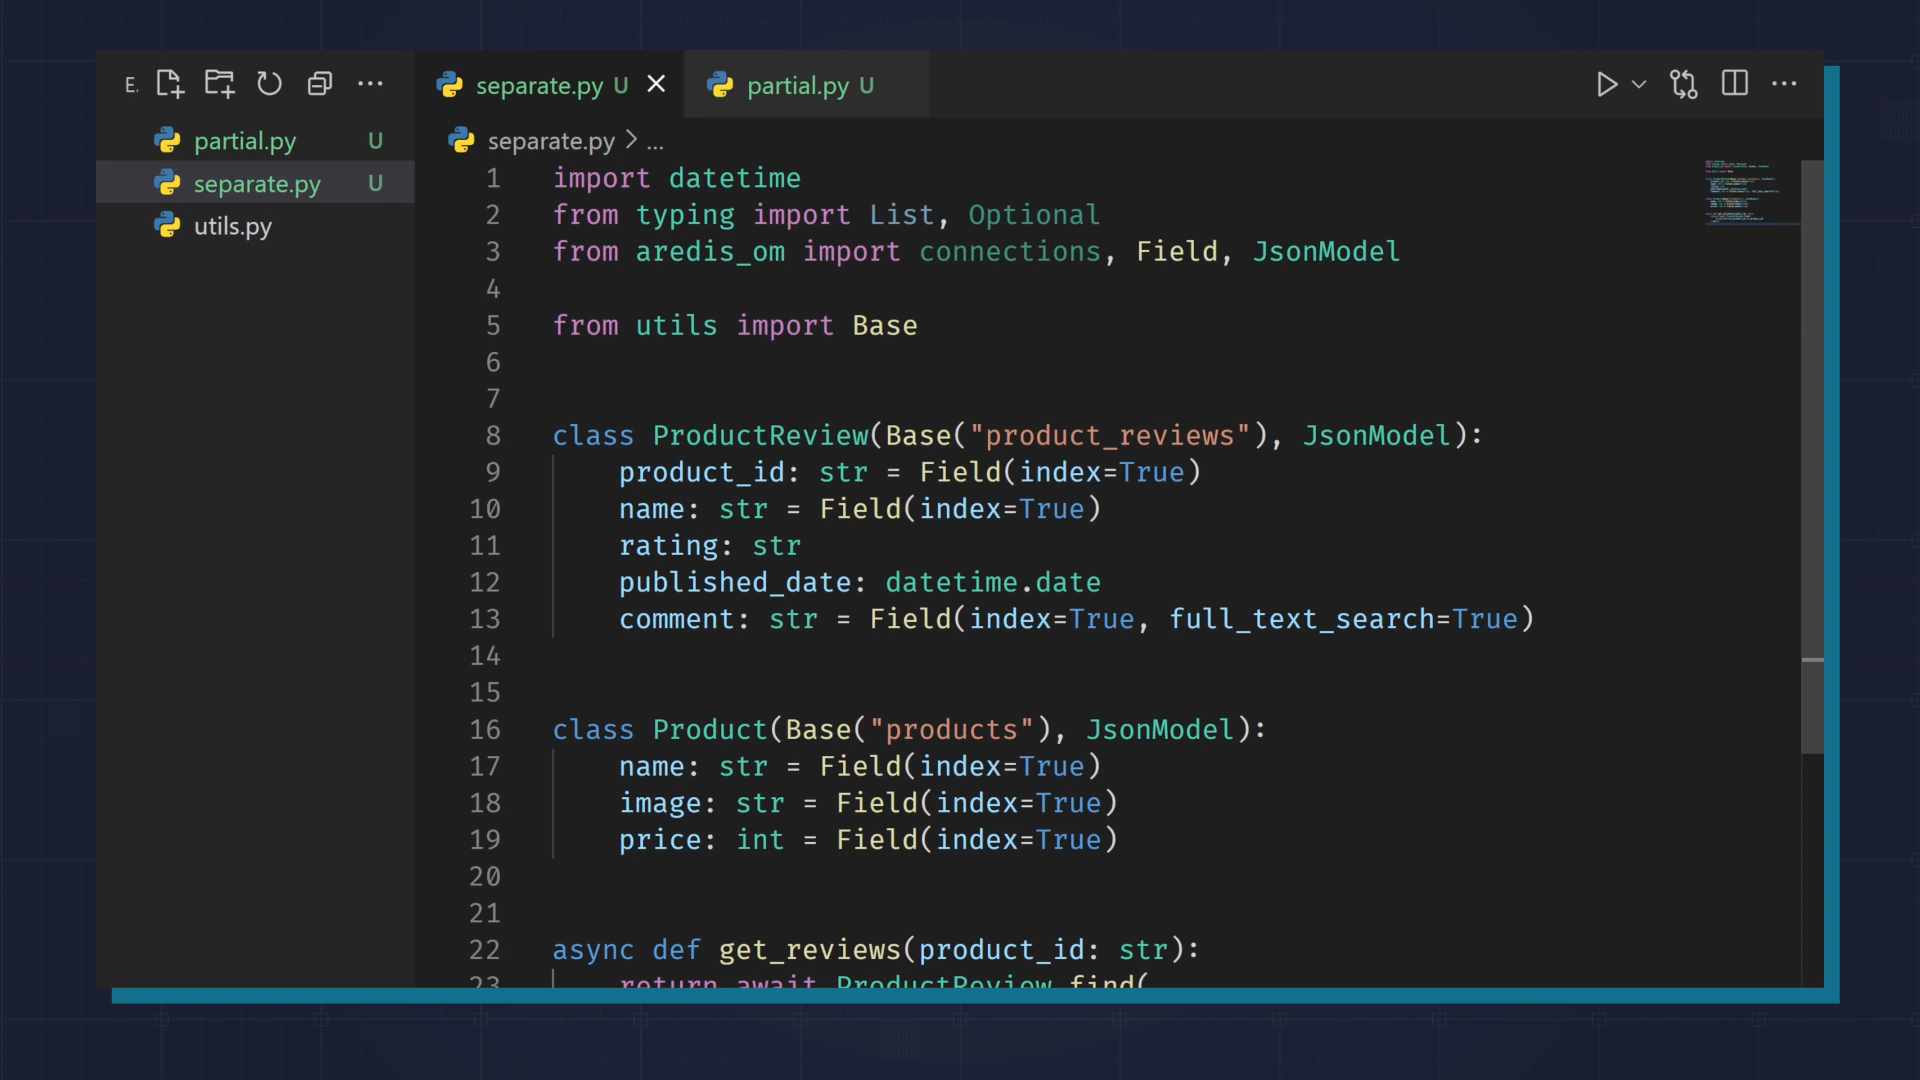 E.
separate.py U
partial.py U
partial.py U
separate.py U
utils.py
separate.py > ...
1 import datetime
2 from typing import List, Optional
3 from aredis_om import connections, Field, JsonModel
4
5 from utils import Base
6
7
8 class ProductReview(Base("product_reviews"), JsonModel):
9 product_id: str = Field(index=True)
10 name: str = Field(index=True)
11 rating: str
12 published_date: datetime.date
13 comment: str = Field(index=True, full_text_search=True)
14
15
16 class Product(Base("products"), JsonModel):
17 name: str = Field(index=True)
18 image: str = Field(index=True)
19 price: int = Field(index=True)
20
21
22 async def get_reviews(product_id: str):
23 return await ProductReview.find(